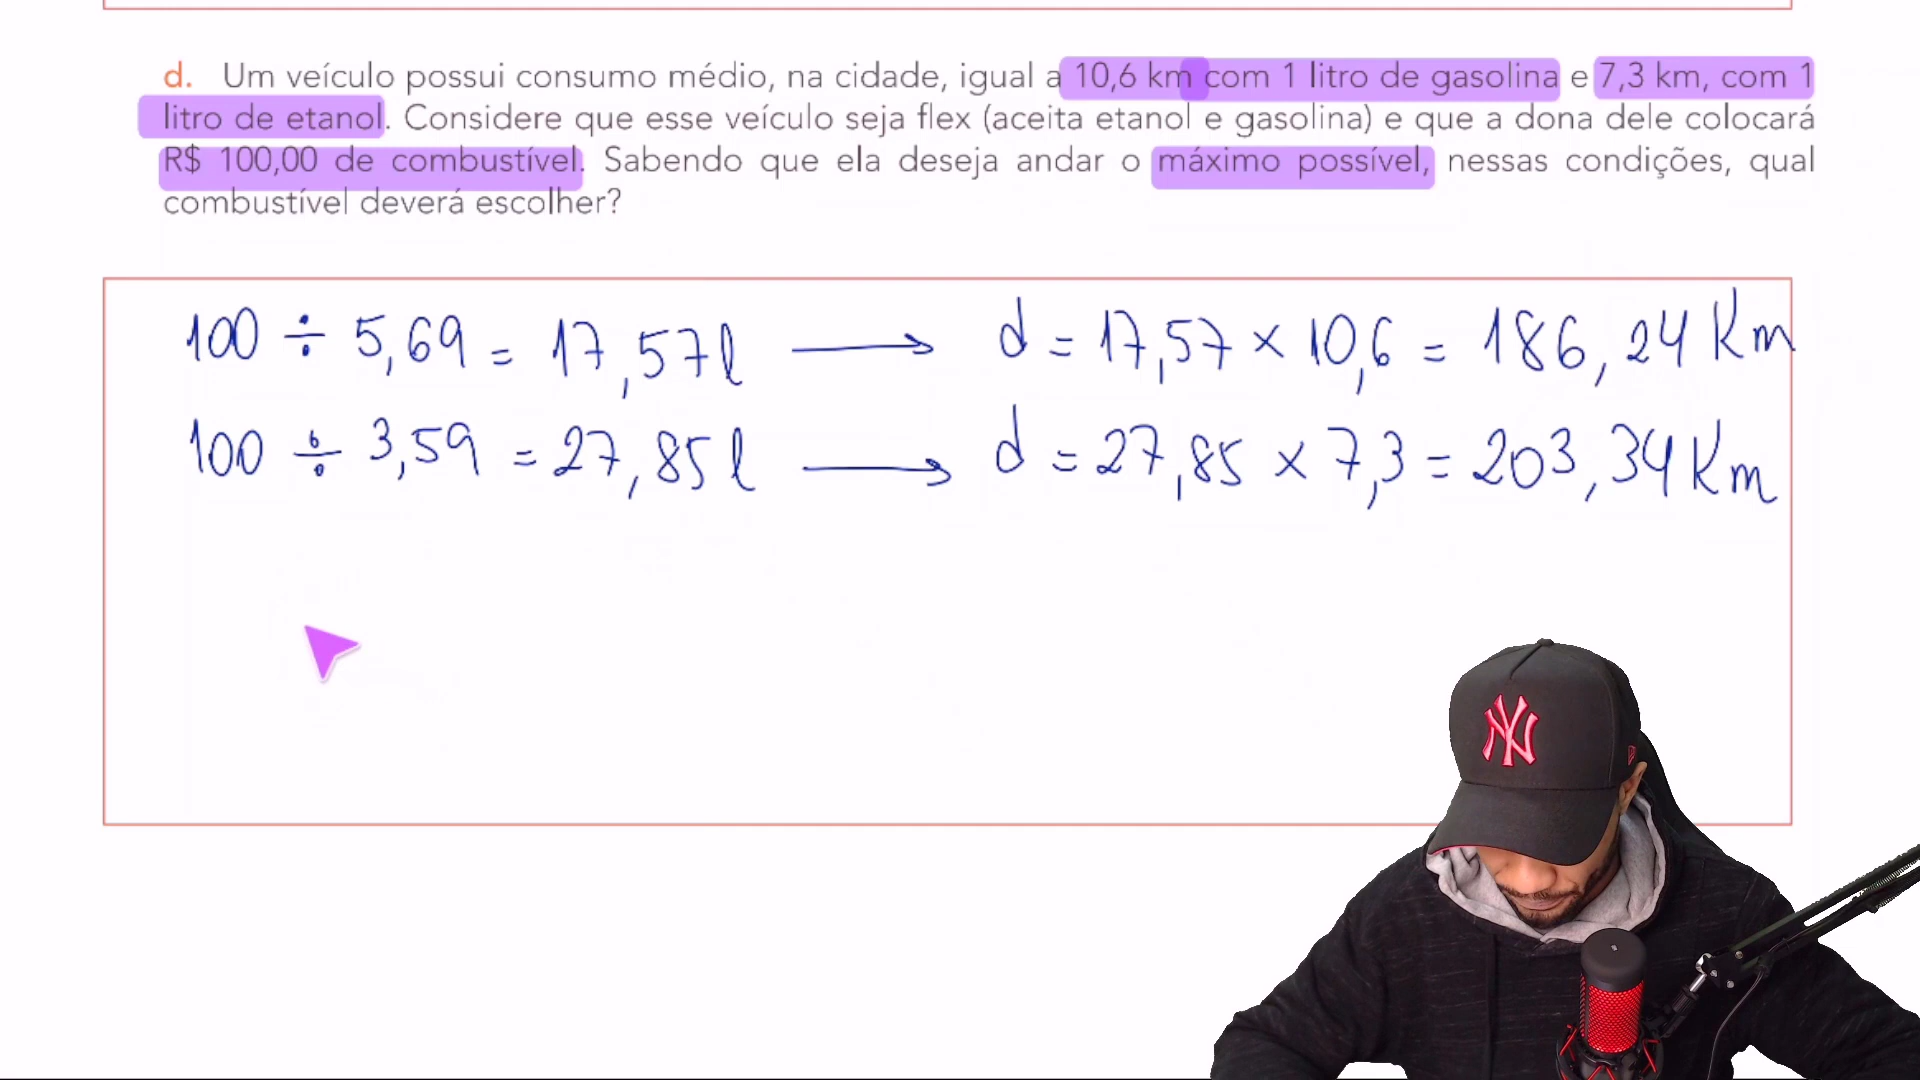 d. Um veículo possui consumo médio, na cidade, igual a 10,6 km com 1 litro de gasolina e 7,3 km, com 1
litro de etanol. Considere que esse veículo seja flex (aceita etanol e gasolina) e que a dona dele colocará
R$ 100,00 de combustível. Sabendo que ela deseja andar o máximo possível, nessas condições, qual
combustível deverá escolher?
100 ÷ 5,69 = 17,57l → d = 17,57 × 10,6 = 186,24 Km
100 ÷ 3,59 = 27,85l → d = 27,85 × 7,3 = 203,34 Km
NY